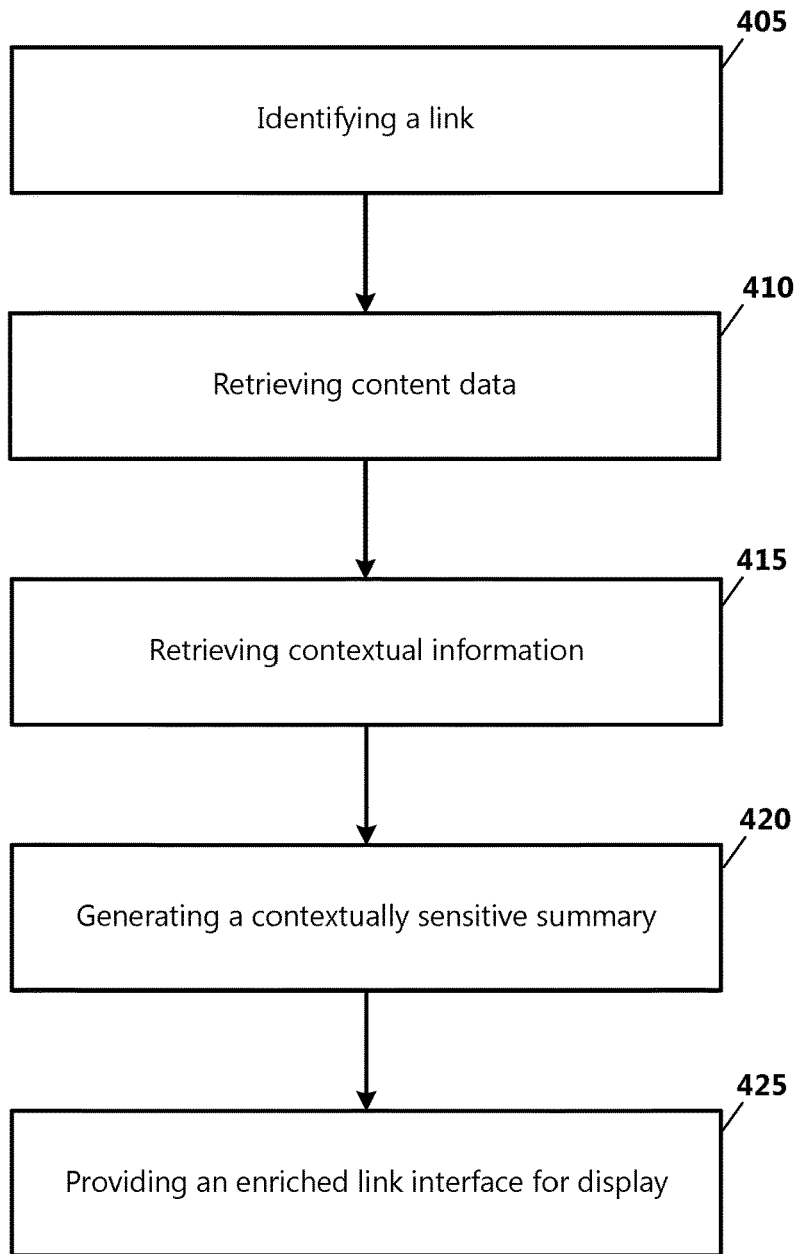 405
Identifying a link
410
Retrieving content data
415
Retrieving contextual information
420
Generating a contextually sensitive summary
425
Providing an enriched link interface for display